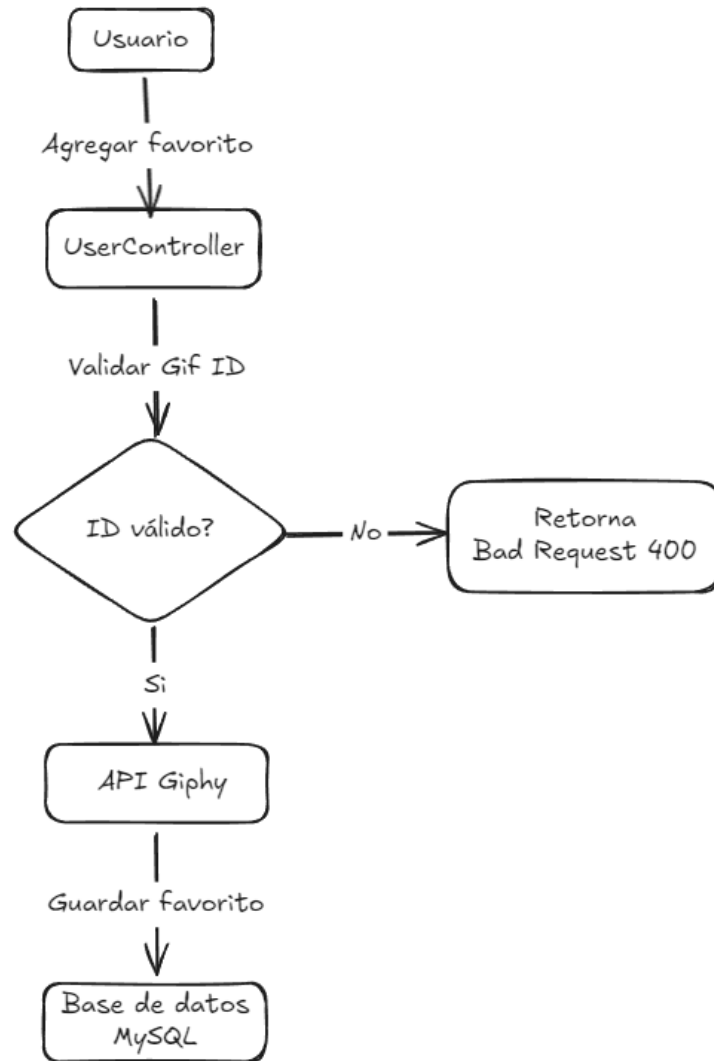 Usuario
Agregar favorito
UserController
Validar Gif ID
ID válido?
No
Retorna
Bad Request 400
Si
API Giphy
Guardar favorito
Base de datos
MySQL